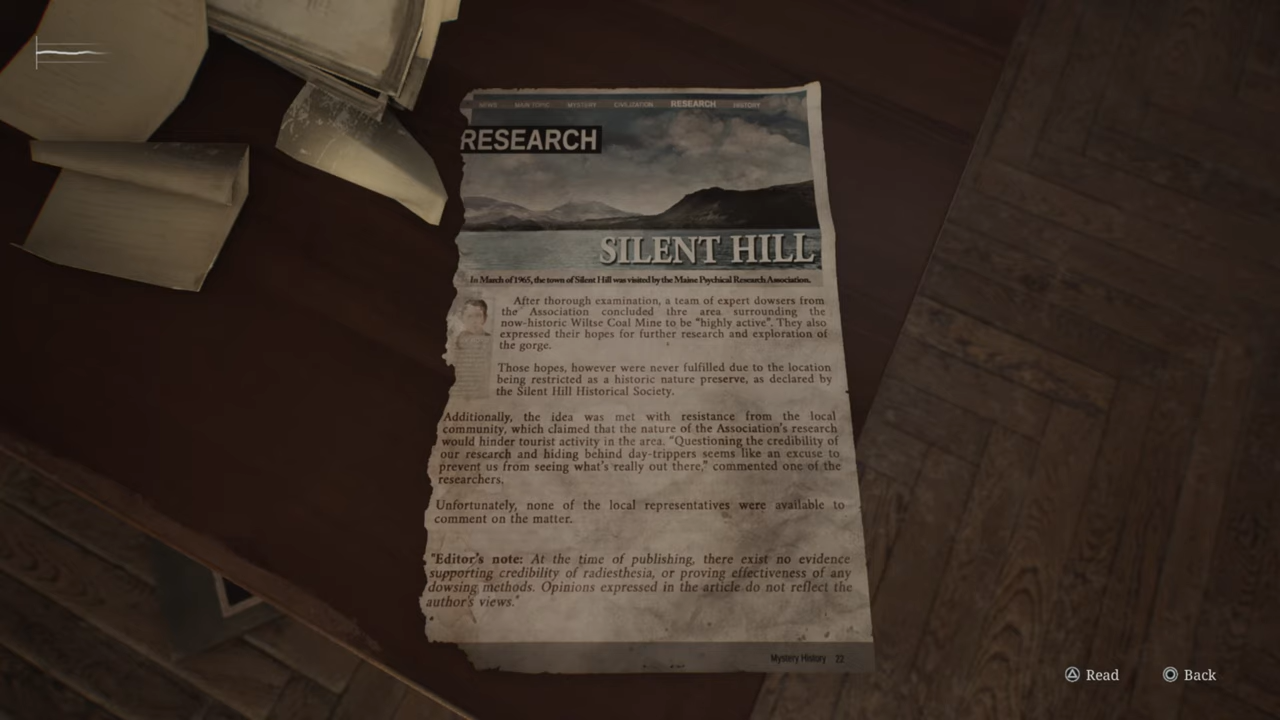 NEWS MAIN TOPIC MYSTERY CIVILIZATION RESEARCH HISTORY
RESEARCH
SILENT HILL
In March of 1965, the town of Silent Hill was visited by the Maine Psychical Research Association.
After thorough examination, a team of expert dowsers from
the Association concluded thre area surrounding the
now-historic Wiltse Coal Mine to be "highly active". They also
expressed their hopes for further research and exploration of
the gorge.
Those hopes, however were never fulfilled due to the location
being restricted as a historic nature preserve, as declared by
the Silent Hill Historical Society.
Additionally, the idea was met with resistance from the local
community, which claimed that the nature of the Association's research
would hinder tourist activity in the area. "Questioning the credibility of
our research and hiding behind day-trippers seems like an excuse to
prevent us from seeing what's really out there," commented one of the
researchers.
Unfortunately, none of the local representatives were available to
comment on the matter.
"Editor's note: At the time of publishing, there exist no evidence
supporting credibility of radiesthesia, or proving effectiveness of any
dowsing methods. Opinions expressed in the article do not reflect the
author's views."
Mystery History 22
Read Back